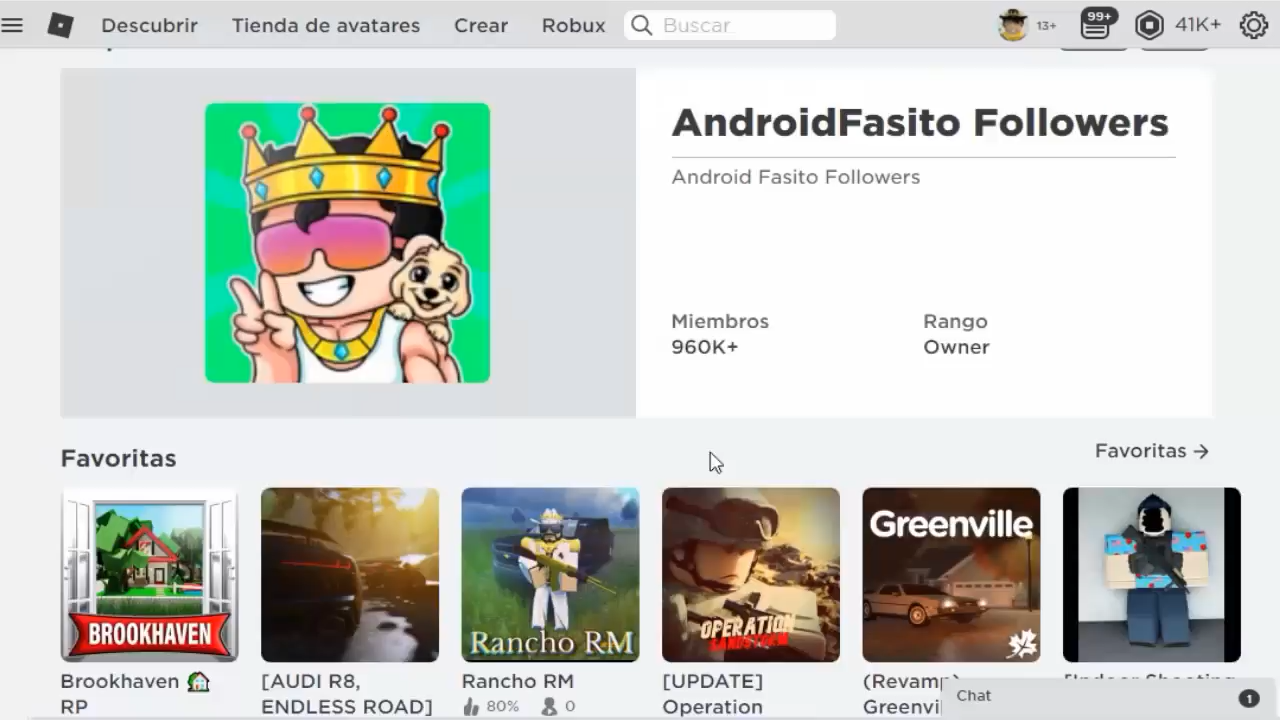 Descubrir Tienda de avatares Crear Robux Buscar 13+ 99+ 41K+
AndroidFasito Followers
Android Fasito Followers
Miembros Rango
960K+ Owner
Favoritas Favoritas →
BROOKHAVEN
Rancho RM
OPERATION
SANDSTORM
Greenville
Brookhaven 🏠 [AUDI R8, Rancho RM [UPDATE] (Revamp)
RP ENDLESS ROAD] 80% 0 Operation
Chat 1